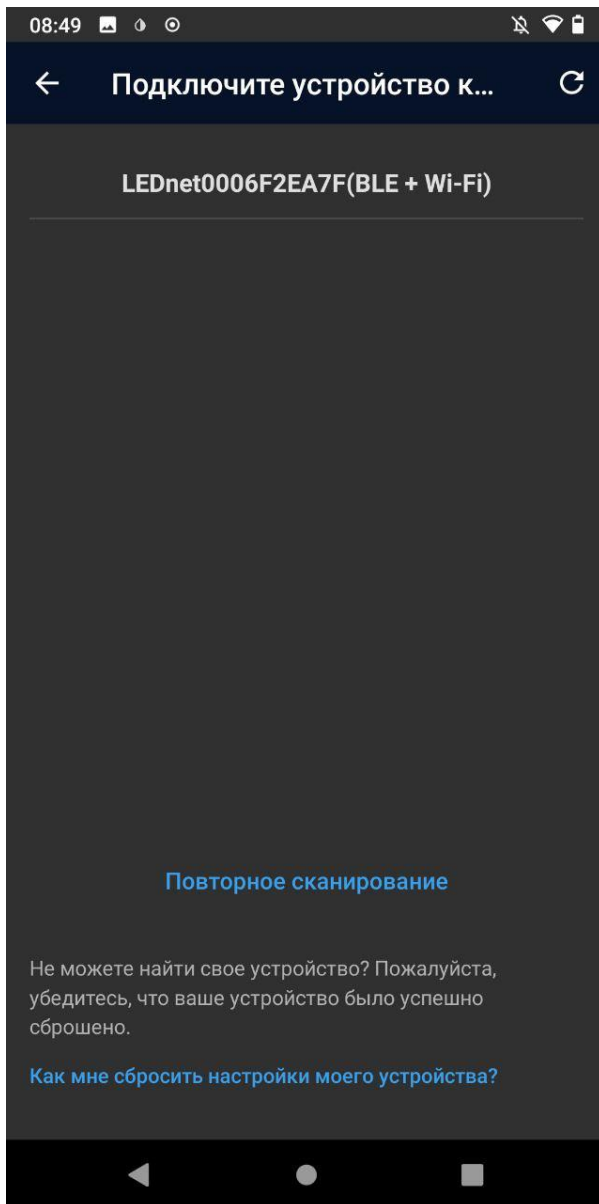 08:49
Подключите устройство к...
LEDnet0006F2EA7F(BLE + Wi-Fi)
Повторное сканирование
Не можете найти свое устройство? Пожалуйста,
убедитесь, что ваше устройство было успешно
сброшено.
Как мне сбросить настройки моего устройства?